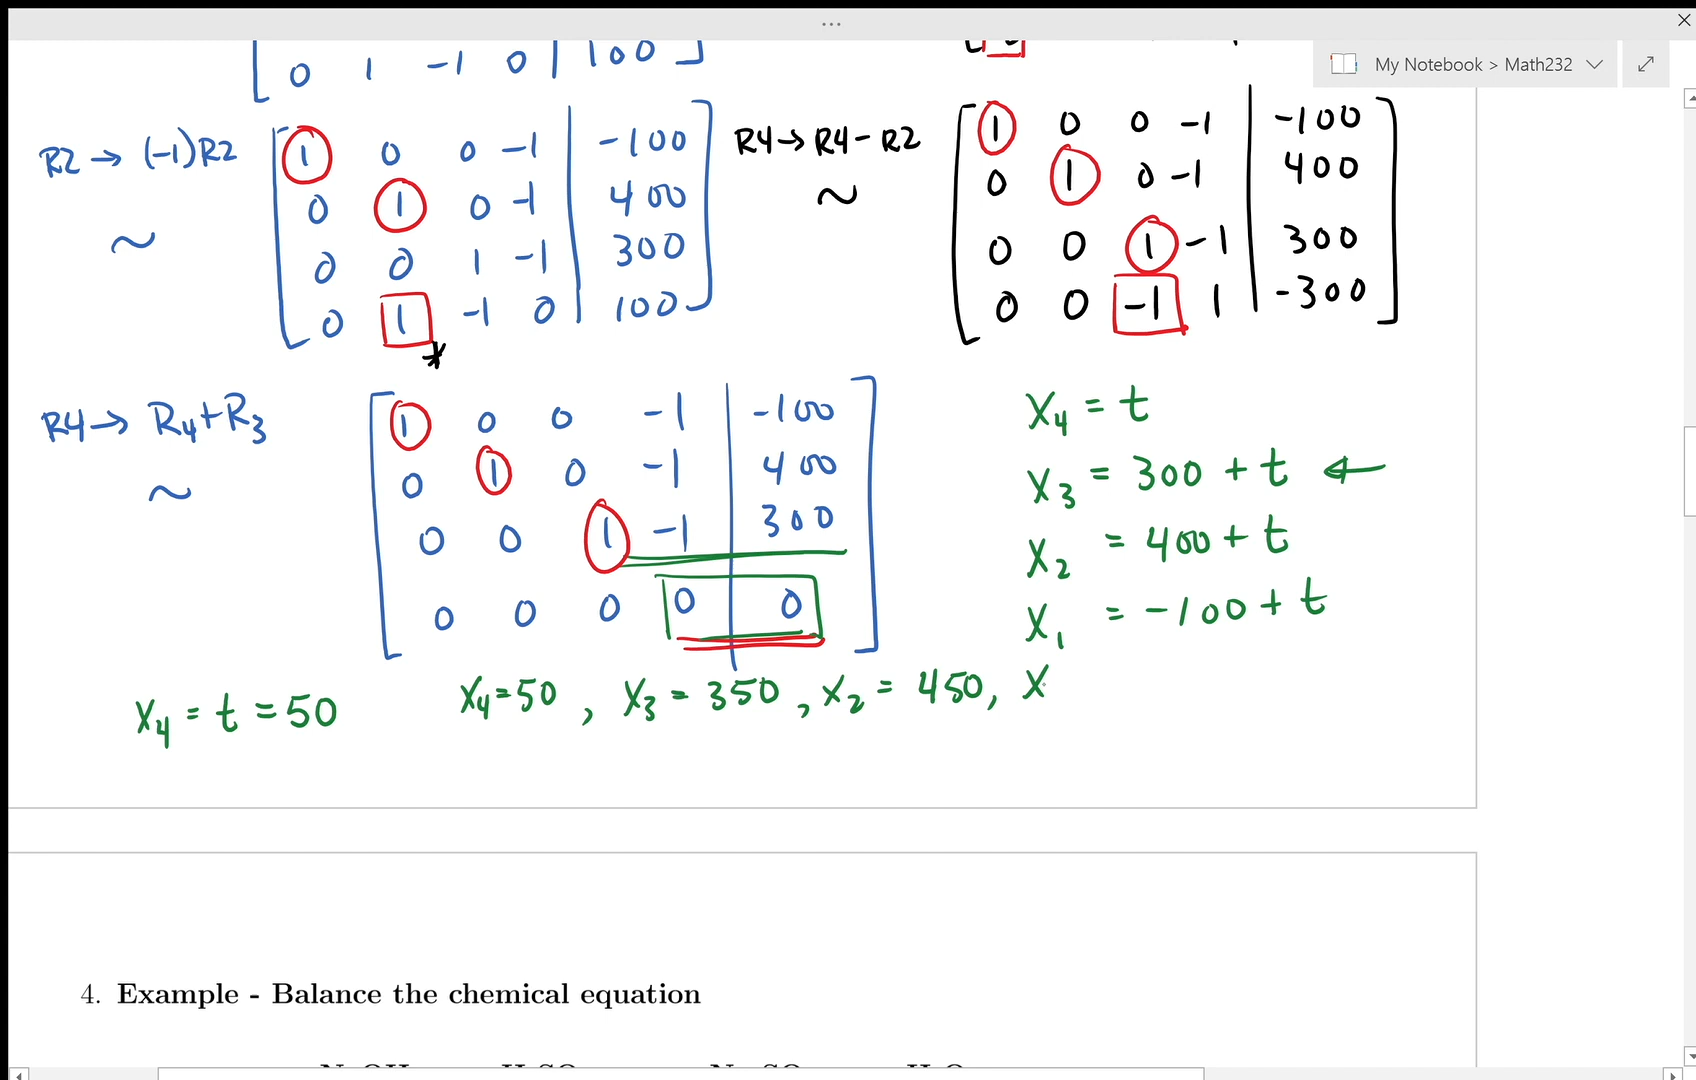 My Notebook > Math232
0 1 -1 0 | 100
R2 → (-1)R2
~
1 0 0 -1 | -100
0 1 0 -1 | 400
0 0 1 -1 | 300
0 1 -1 0 | 100
*
R4 → R4 - R2
~
1 0 0 -1 | -100
0 1 0 -1 | 400
0 0 1 -1 | 300
0 0 -1 1 | -300
R4 → R4+R3
~
1 0 0 -1 | -100
0 1 0 -1 | 400
0 0 1 -1 | 300
0 0 0 0 | 0
X4 = t
X3 = 300 + t ←
X2 = 400 + t
X1 = -100 + t
X4 = t = 50
X4=50 , X3 = 350 , X2 = 450, X
4. Example - Balance the chemical equation